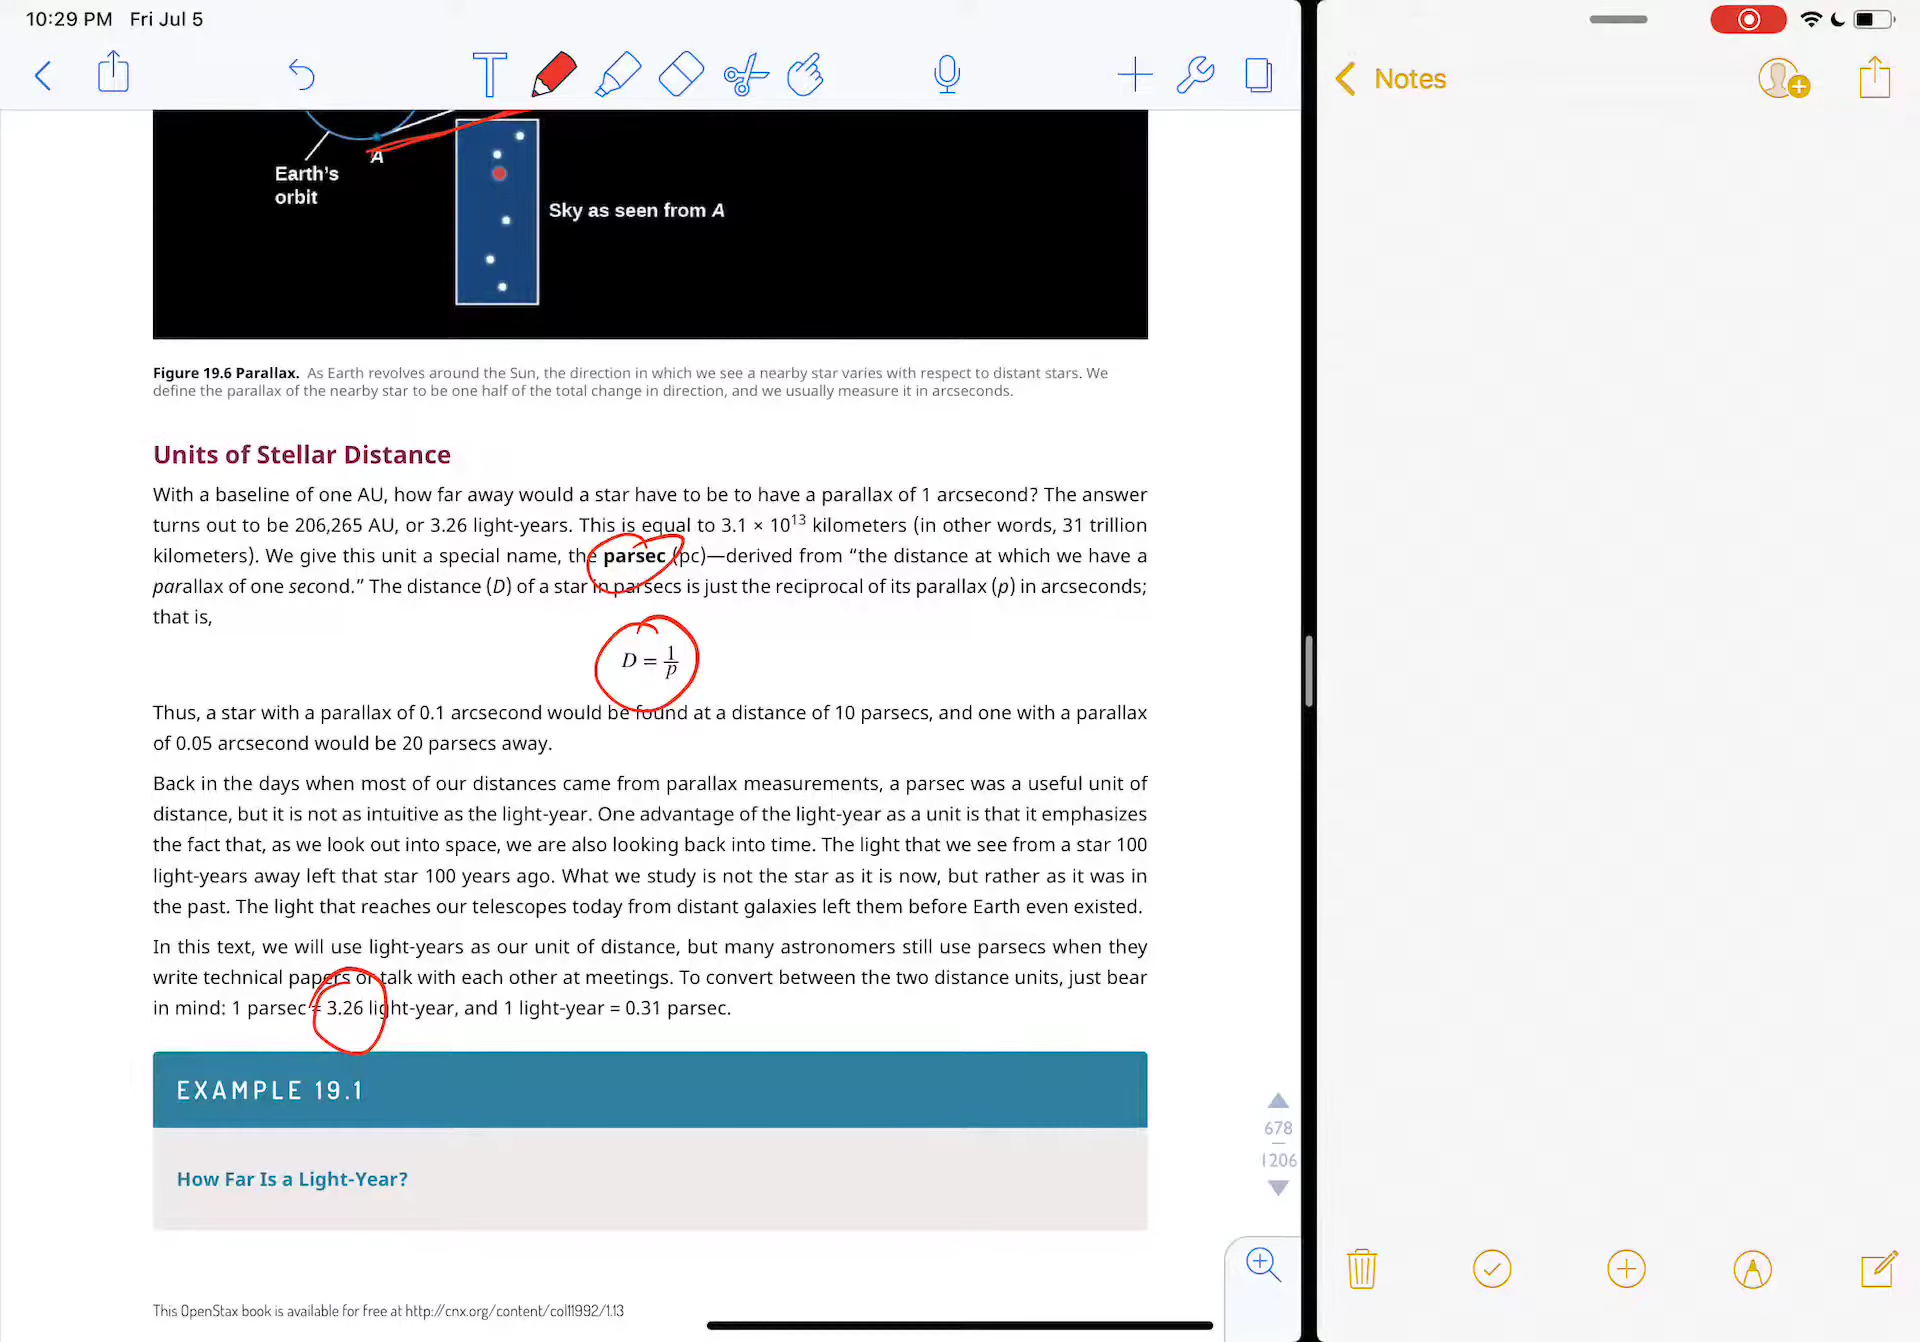 10:29 PM Fri Jul 5
Notes
A
Earth's
orbit
Sky as seen from A
Figure 19.6 Parallax. As Earth revolves around the Sun, the direction in which we see a nearby star varies with respect to distant stars. We
define the parallax of the nearby star to be one half of the total change in direction, and we usually measure it in arcseconds.
Units of Stellar Distance
With a baseline of one AU, how far away would a star have to be to have a parallax of 1 arcsecond? The answer
turns out to be 206,265 AU, or 3.26 light-years. This is equal to 3.1 × 10¹³ kilometers (in other words, 31 trillion
kilometers). We give this unit a special name, the parsec (pc)—derived from “the distance at which we have a
parallax of one second.” The distance (D) of a star in parsecs is just the reciprocal of its parallax (p) in arcseconds;
that is,
D = 1/p
Thus, a star with a parallax of 0.1 arcsecond would be found at a distance of 10 parsecs, and one with a parallax
of 0.05 arcsecond would be 20 parsecs away.
Back in the days when most of our distances came from parallax measurements, a parsec was a useful unit of
distance, but it is not as intuitive as the light-year. One advantage of the light-year as a unit is that it emphasizes
the fact that, as we look out into space, we are also looking back into time. The light that we see from a star 100
light-years away left that star 100 years ago. What we study is not the star as it is now, but rather as it was in
the past. The light that reaches our telescopes today from distant galaxies left them before Earth even existed.
In this text, we will use light-years as our unit of distance, but many astronomers still use parsecs when they
write technical papers or talk with each other at meetings. To convert between the two distance units, just bear
in mind: 1 parsec = 3.26 light-year, and 1 light-year = 0.31 parsec.
EXAMPLE 19.1
How Far Is a Light-Year?
678
1206
This OpenStax book is available for free at http://cnx.org/content/col11992/1.13